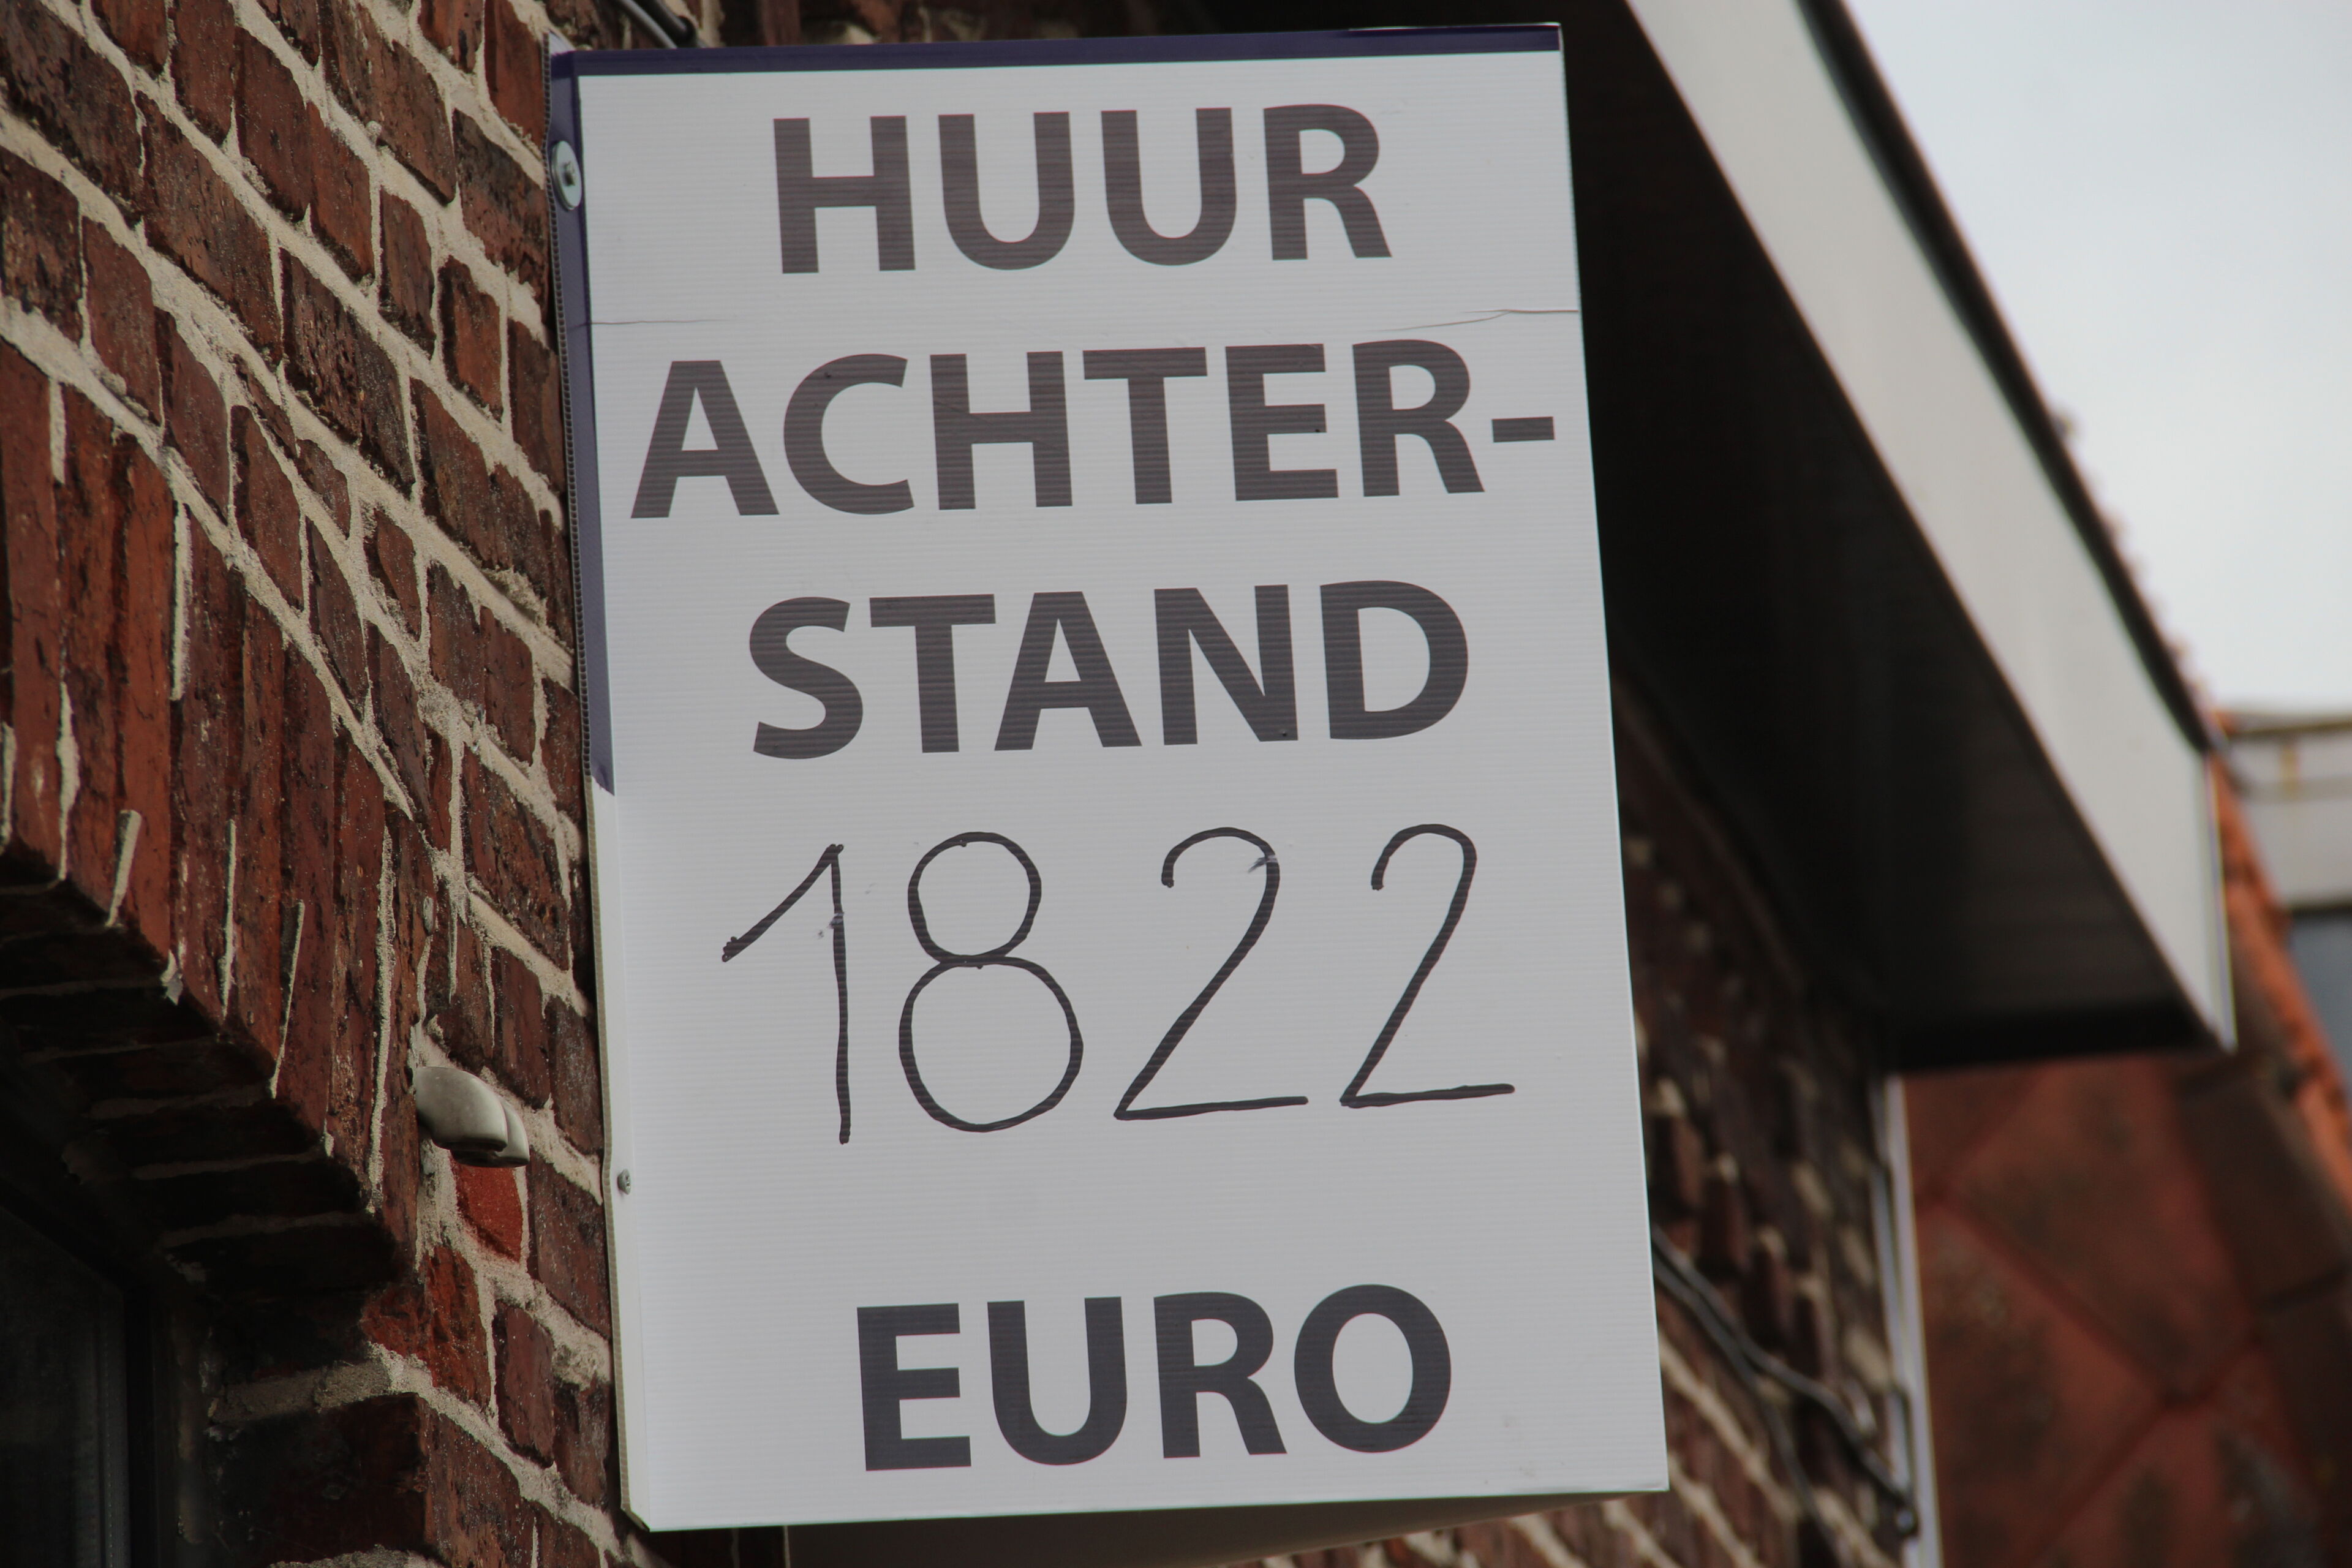 HUUR
ACHTER-
STAND
1822
EURO